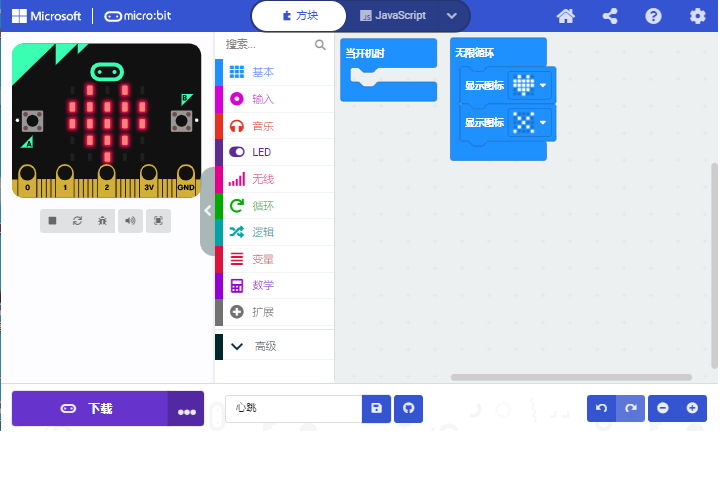 Microsoft
micro:bit
方块
JavaScript
搜索...
基本
输入
音乐
LED
无线
循环
逻辑
变量
数学
扩展
高级
当开机时
无限循环
显示图标
显示图标
B
A
0 1 2 3V GND
下载
心跳